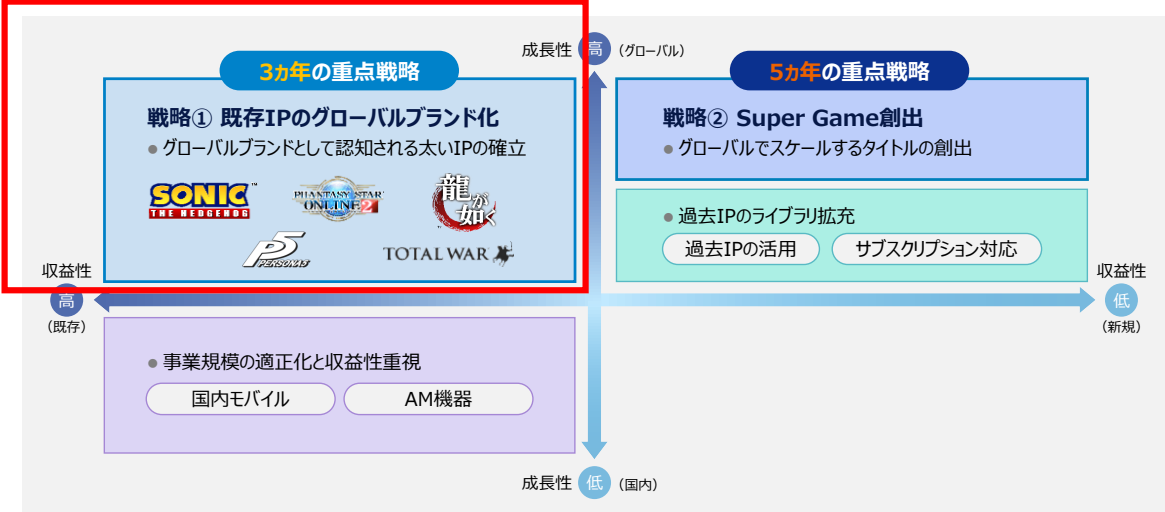 成長性 高 (グローバル)
3ヵ年の重点戦略
戦略① 既存IPのグローバルブランド化
● グローバルブランドとして認知される太いIPの確立
SONIC™
THE HEDGEHOG
PHANTASY STAR
ONLINE 2
龍が如く
P5
PERSONA5
TOTAL WAR
5ヵ年の重点戦略
戦略② Super Game創出
● グローバルでスケールするタイトルの創出
● 過去IPのライブラリ拡充
過去IPの活用
サブスクリプション対応
収益性
高
(既存)
収益性
低
(新規)
● 事業規模の適正化と収益性重視
国内モバイル
AM機器
成長性 低 (国内)